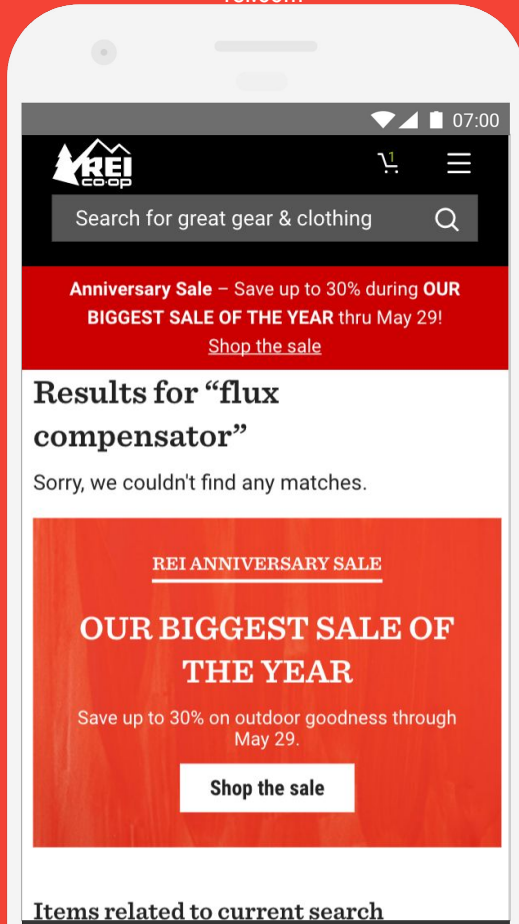 07:00
REI
CO·OP
1
Search for great gear & clothing
Anniversary Sale – Save up to 30% during OUR
BIGGEST SALE OF THE YEAR thru May 29!
Shop the sale
Results for “flux
compensator”
Sorry, we couldn't find any matches.
REI ANNIVERSARY SALE
OUR BIGGEST SALE OF
THE YEAR
Save up to 30% on outdoor goodness through
May 29.
Shop the sale
Items related to current search